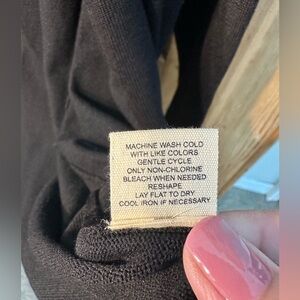 MACHINE WASH COLD
WITH LIKE COLORS
GENTLE CYCLE
ONLY NON-CHLORINE
BLEACH WHEN NEEDED
RESHAPE
LAY FLAT TO DRY
COOL IRON IF NECESSARY